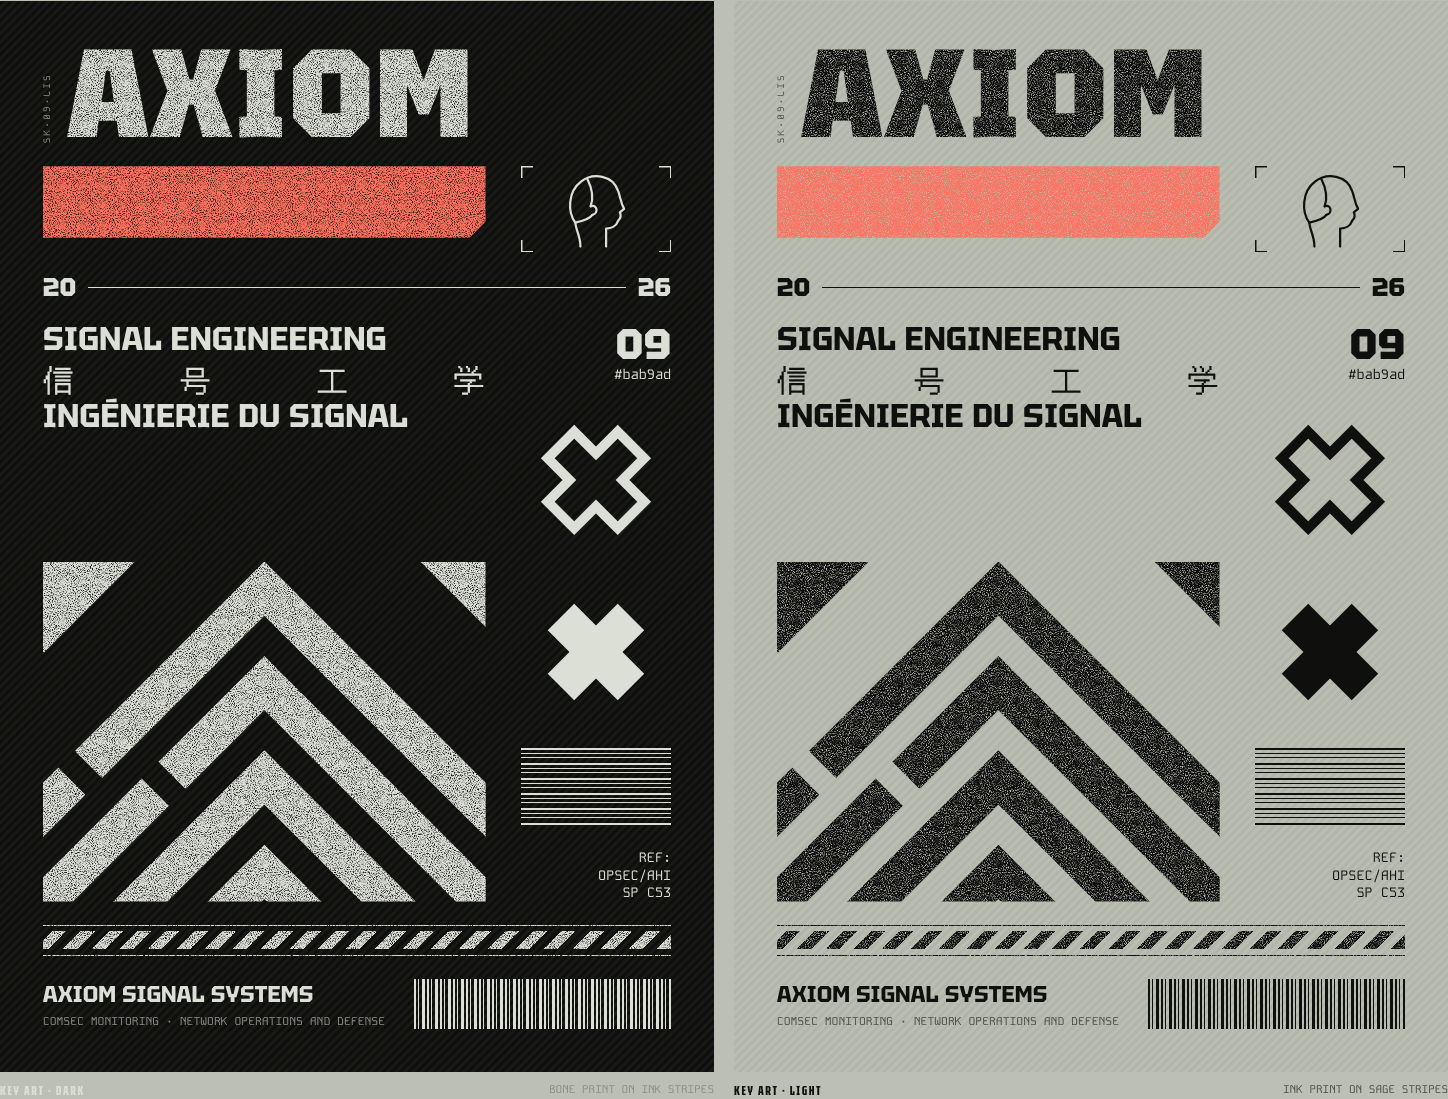 AXIOM
SK·09·LIS
20 26
SIGNAL ENGINEERING
信号工学
INGÉNIERIE DU SIGNAL
09
#bab9ad
REF:
OPSEC/AHI
SP C53
AXIOM SIGNAL SYSTEMS
COMSEC MONITORING · NETWORK OPERATIONS AND DEFENSE
KEY ART · DARK
BONE PRINT ON INK STRIPES
AXIOM
SK·09·LIS
20 26
SIGNAL ENGINEERING
信号工学
INGÉNIERIE DU SIGNAL
09
#bab9ad
REF:
OPSEC/AHI
SP C53
AXIOM SIGNAL SYSTEMS
COMSEC MONITORING · NETWORK OPERATIONS AND DEFENSE
KEY ART · LIGHT
INK PRINT ON SAGE STRIPES